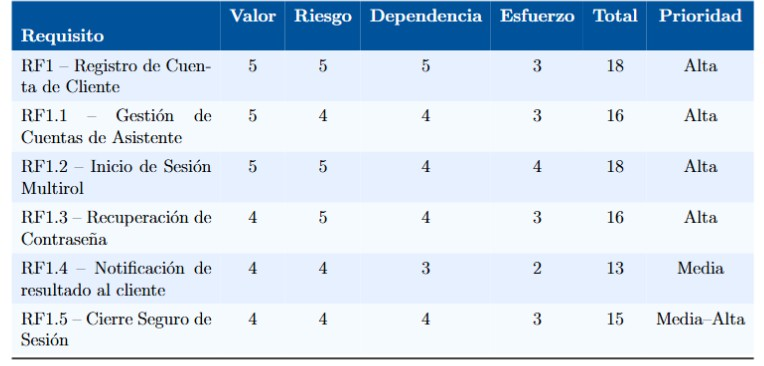 Requisito Valor Riesgo Dependencia Esfuerzo Total Prioridad
RF1 – Registro de Cuen- 5 5 5 3 18 Alta
ta de Cliente
RF1.1 – Gestión de 5 4 4 3 16 Alta
Cuentas de Asistente
RF1.2 – Inicio de Sesión 5 5 4 4 18 Alta
Multirol
RF1.3 – Recuperación de 4 5 4 3 16 Alta
Contraseña
RF1.4 – Notificación de 4 4 3 2 13 Media
resultado al cliente
RF1.5 – Cierre Seguro de 4 4 4 3 15 Media–Alta
Sesión